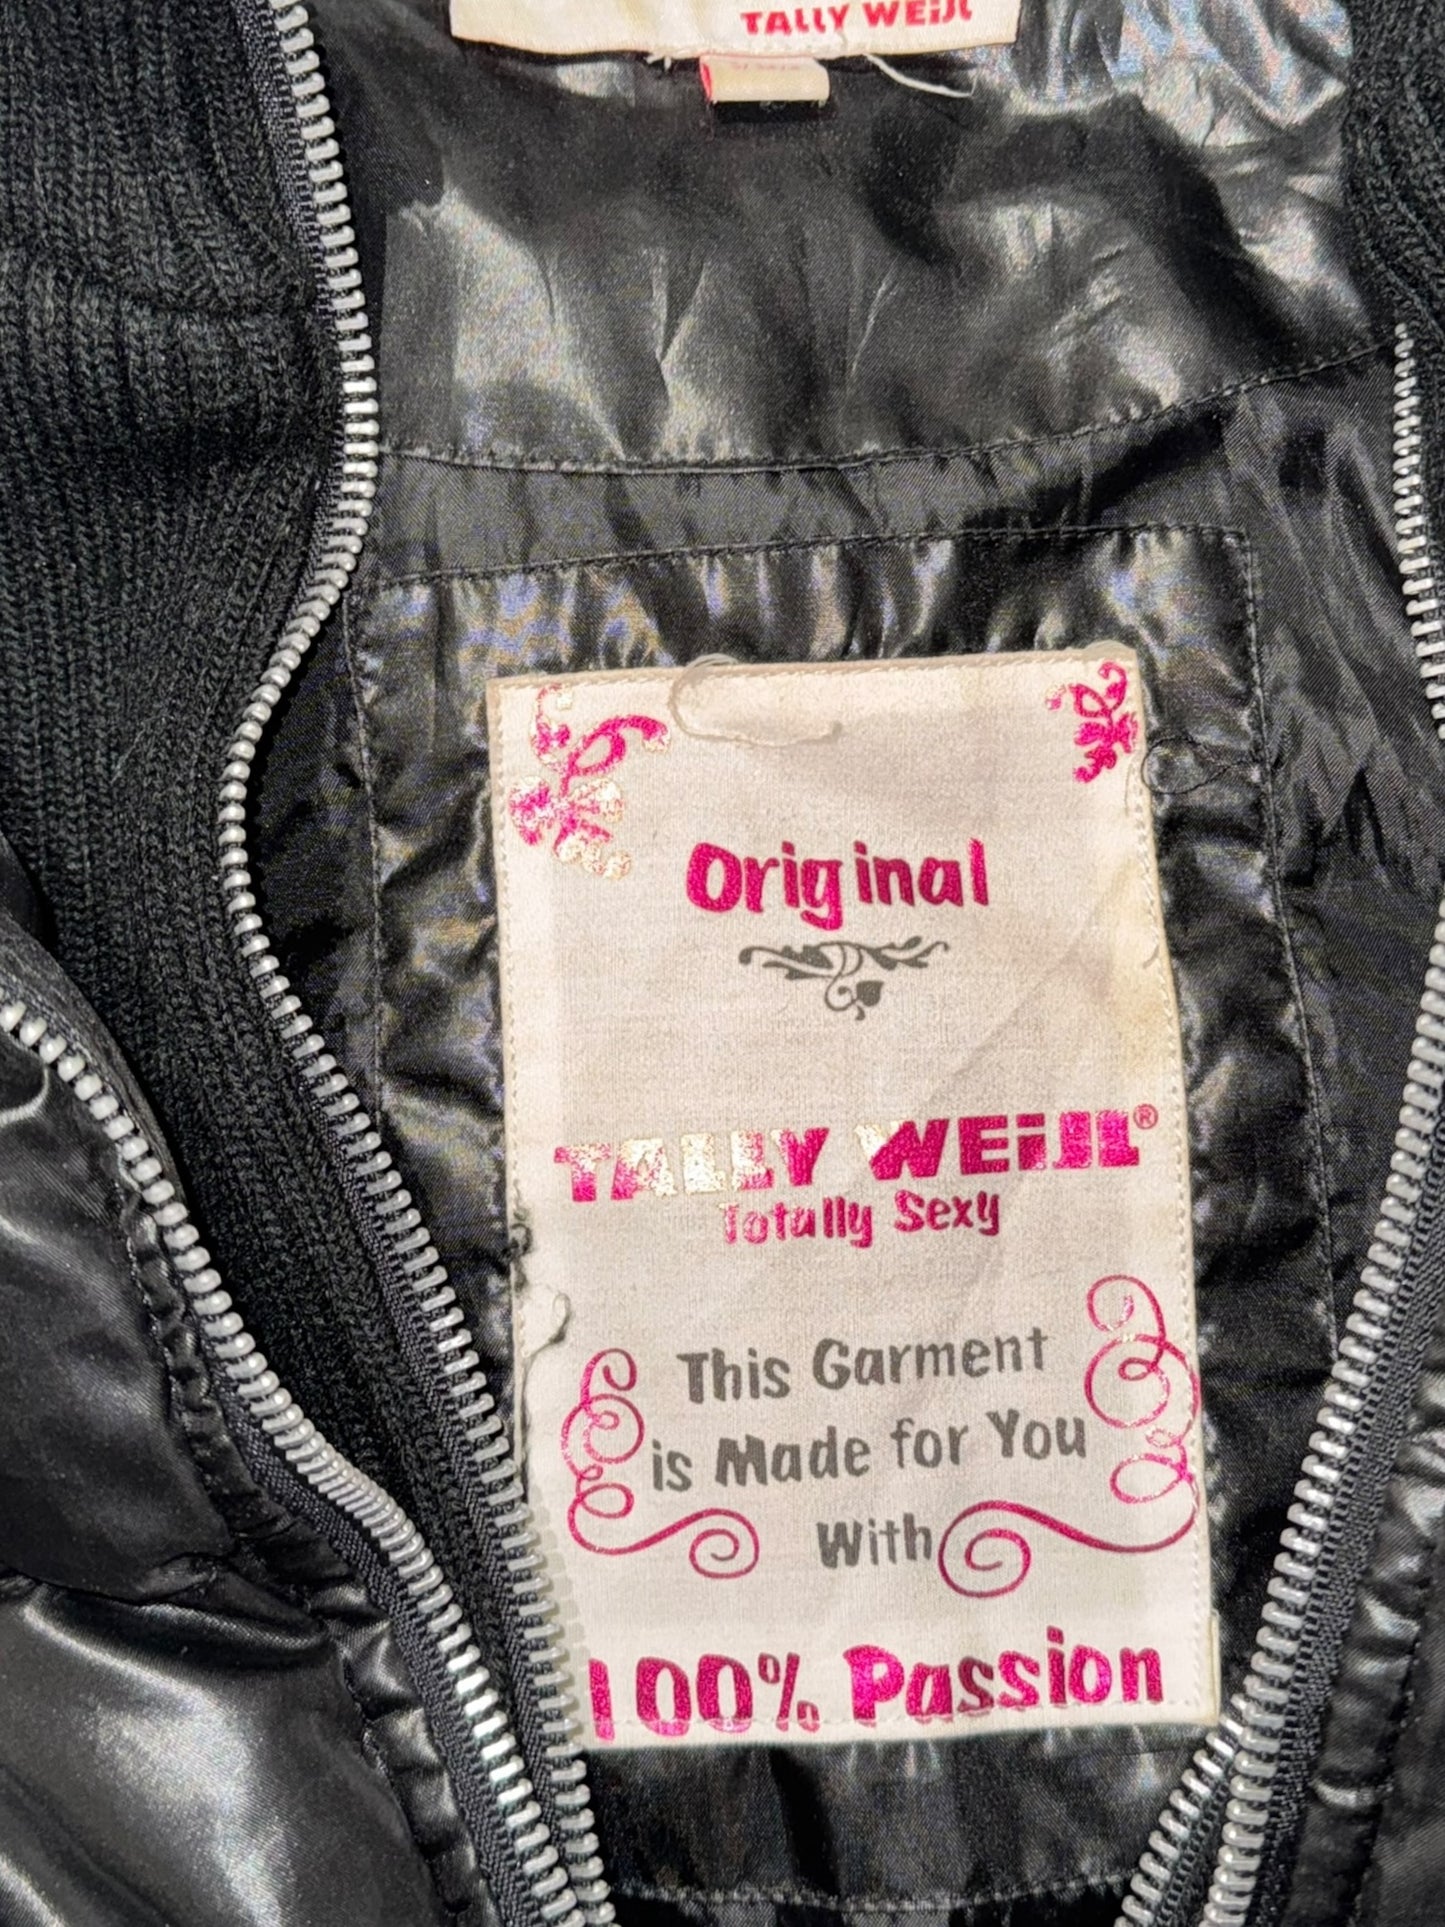 TALLY WEiJL
Original
TALLY WEiJL®
Totally Sexy
This Garment
is Made for You
With
100% Passion